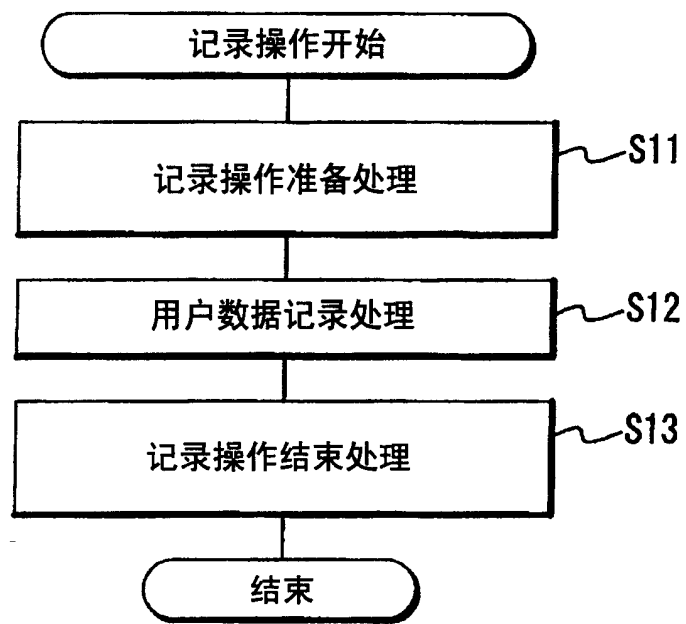 记录操作开始
记录操作准备处理
S11
用户数据记录处理
S12
记录操作结束处理
S13
结束